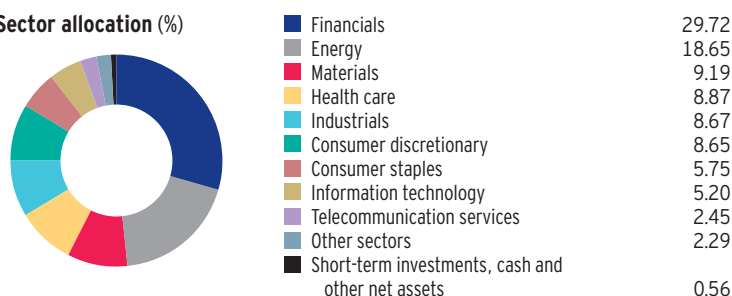 Sector allocation (%)
Financials 29.72
Energy 18.65
Materials 9.19
Health care 8.87
Industrials 8.67
Consumer discretionary 8.65
Consumer staples 5.75
Information technology 5.20
Telecommunication services 2.45
Other sectors 2.29
Short-term investments, cash and
other net assets 0.56